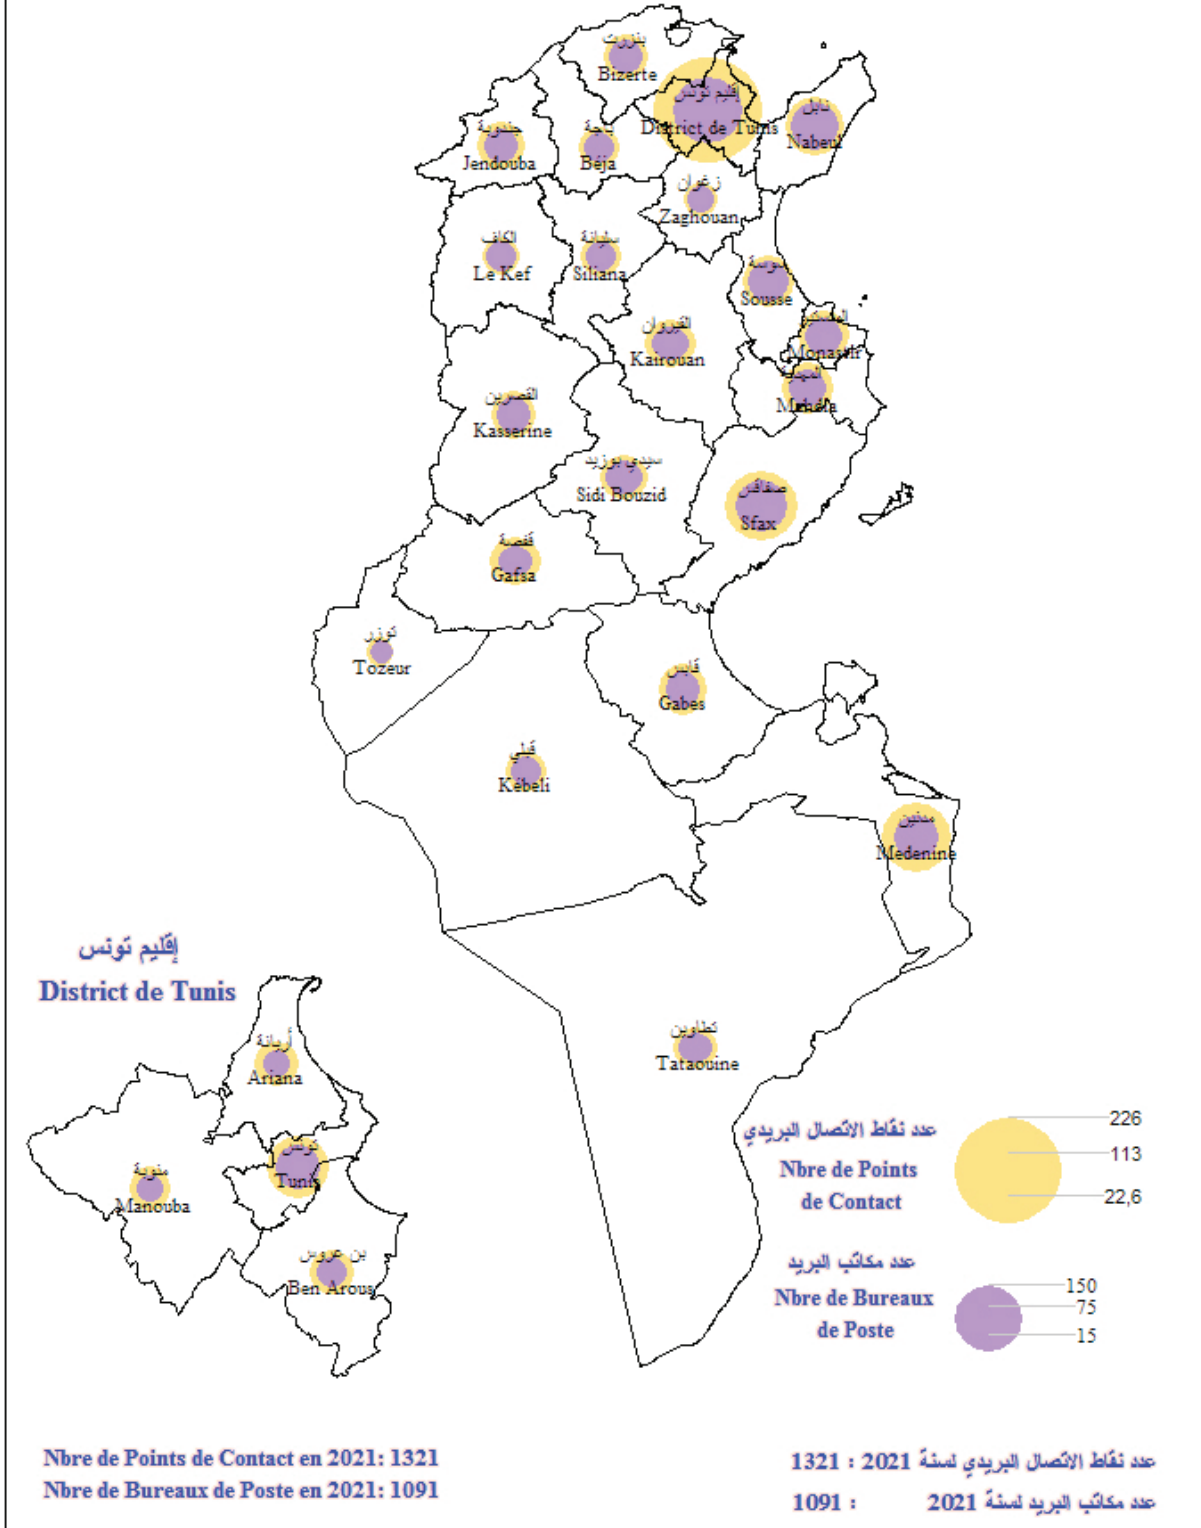 بنزرت
Bizerte
إقليم تونس
District de Tunis
نابل
Nabeul
جندوبة
Jendouba
باجة
Béja
زغوان
Zaghouan
الكاف
Le Kef
سليانة
Siliana
سوسة
Sousse
القيروان
Kairouan
المنستير
Monastir
المهدية
Mahdia
القصرين
Kasserine
سيدي بوزيد
Sidi Bouzid
صفاقس
Sfax
قفصة
Gafsa
توزر
Tozeur
قابس
Gabes
قبلي
Kébeli
مدنين
Medenine
تطاوين
Tataouine
إقليم تونس
District de Tunis
أريانة
Ariana
تونس
Tunis
منوبة
Manouba
بن عروس
Ben Arous
عدد نقاط الاتصال البريدي
Nbre de Points
de Contact
226
113
22,6
عدد مكاتب البريد
Nbre de Bureaux
de Poste
150
75
15
Nbre de Points de Contact en 2021: 1321
Nbre de Bureaux de Poste en 2021: 1091
عدد نقاط الاتصال البريدي لسنة 2021 : 1321
عدد مكاتب البريد لسنة 2021 : 1091